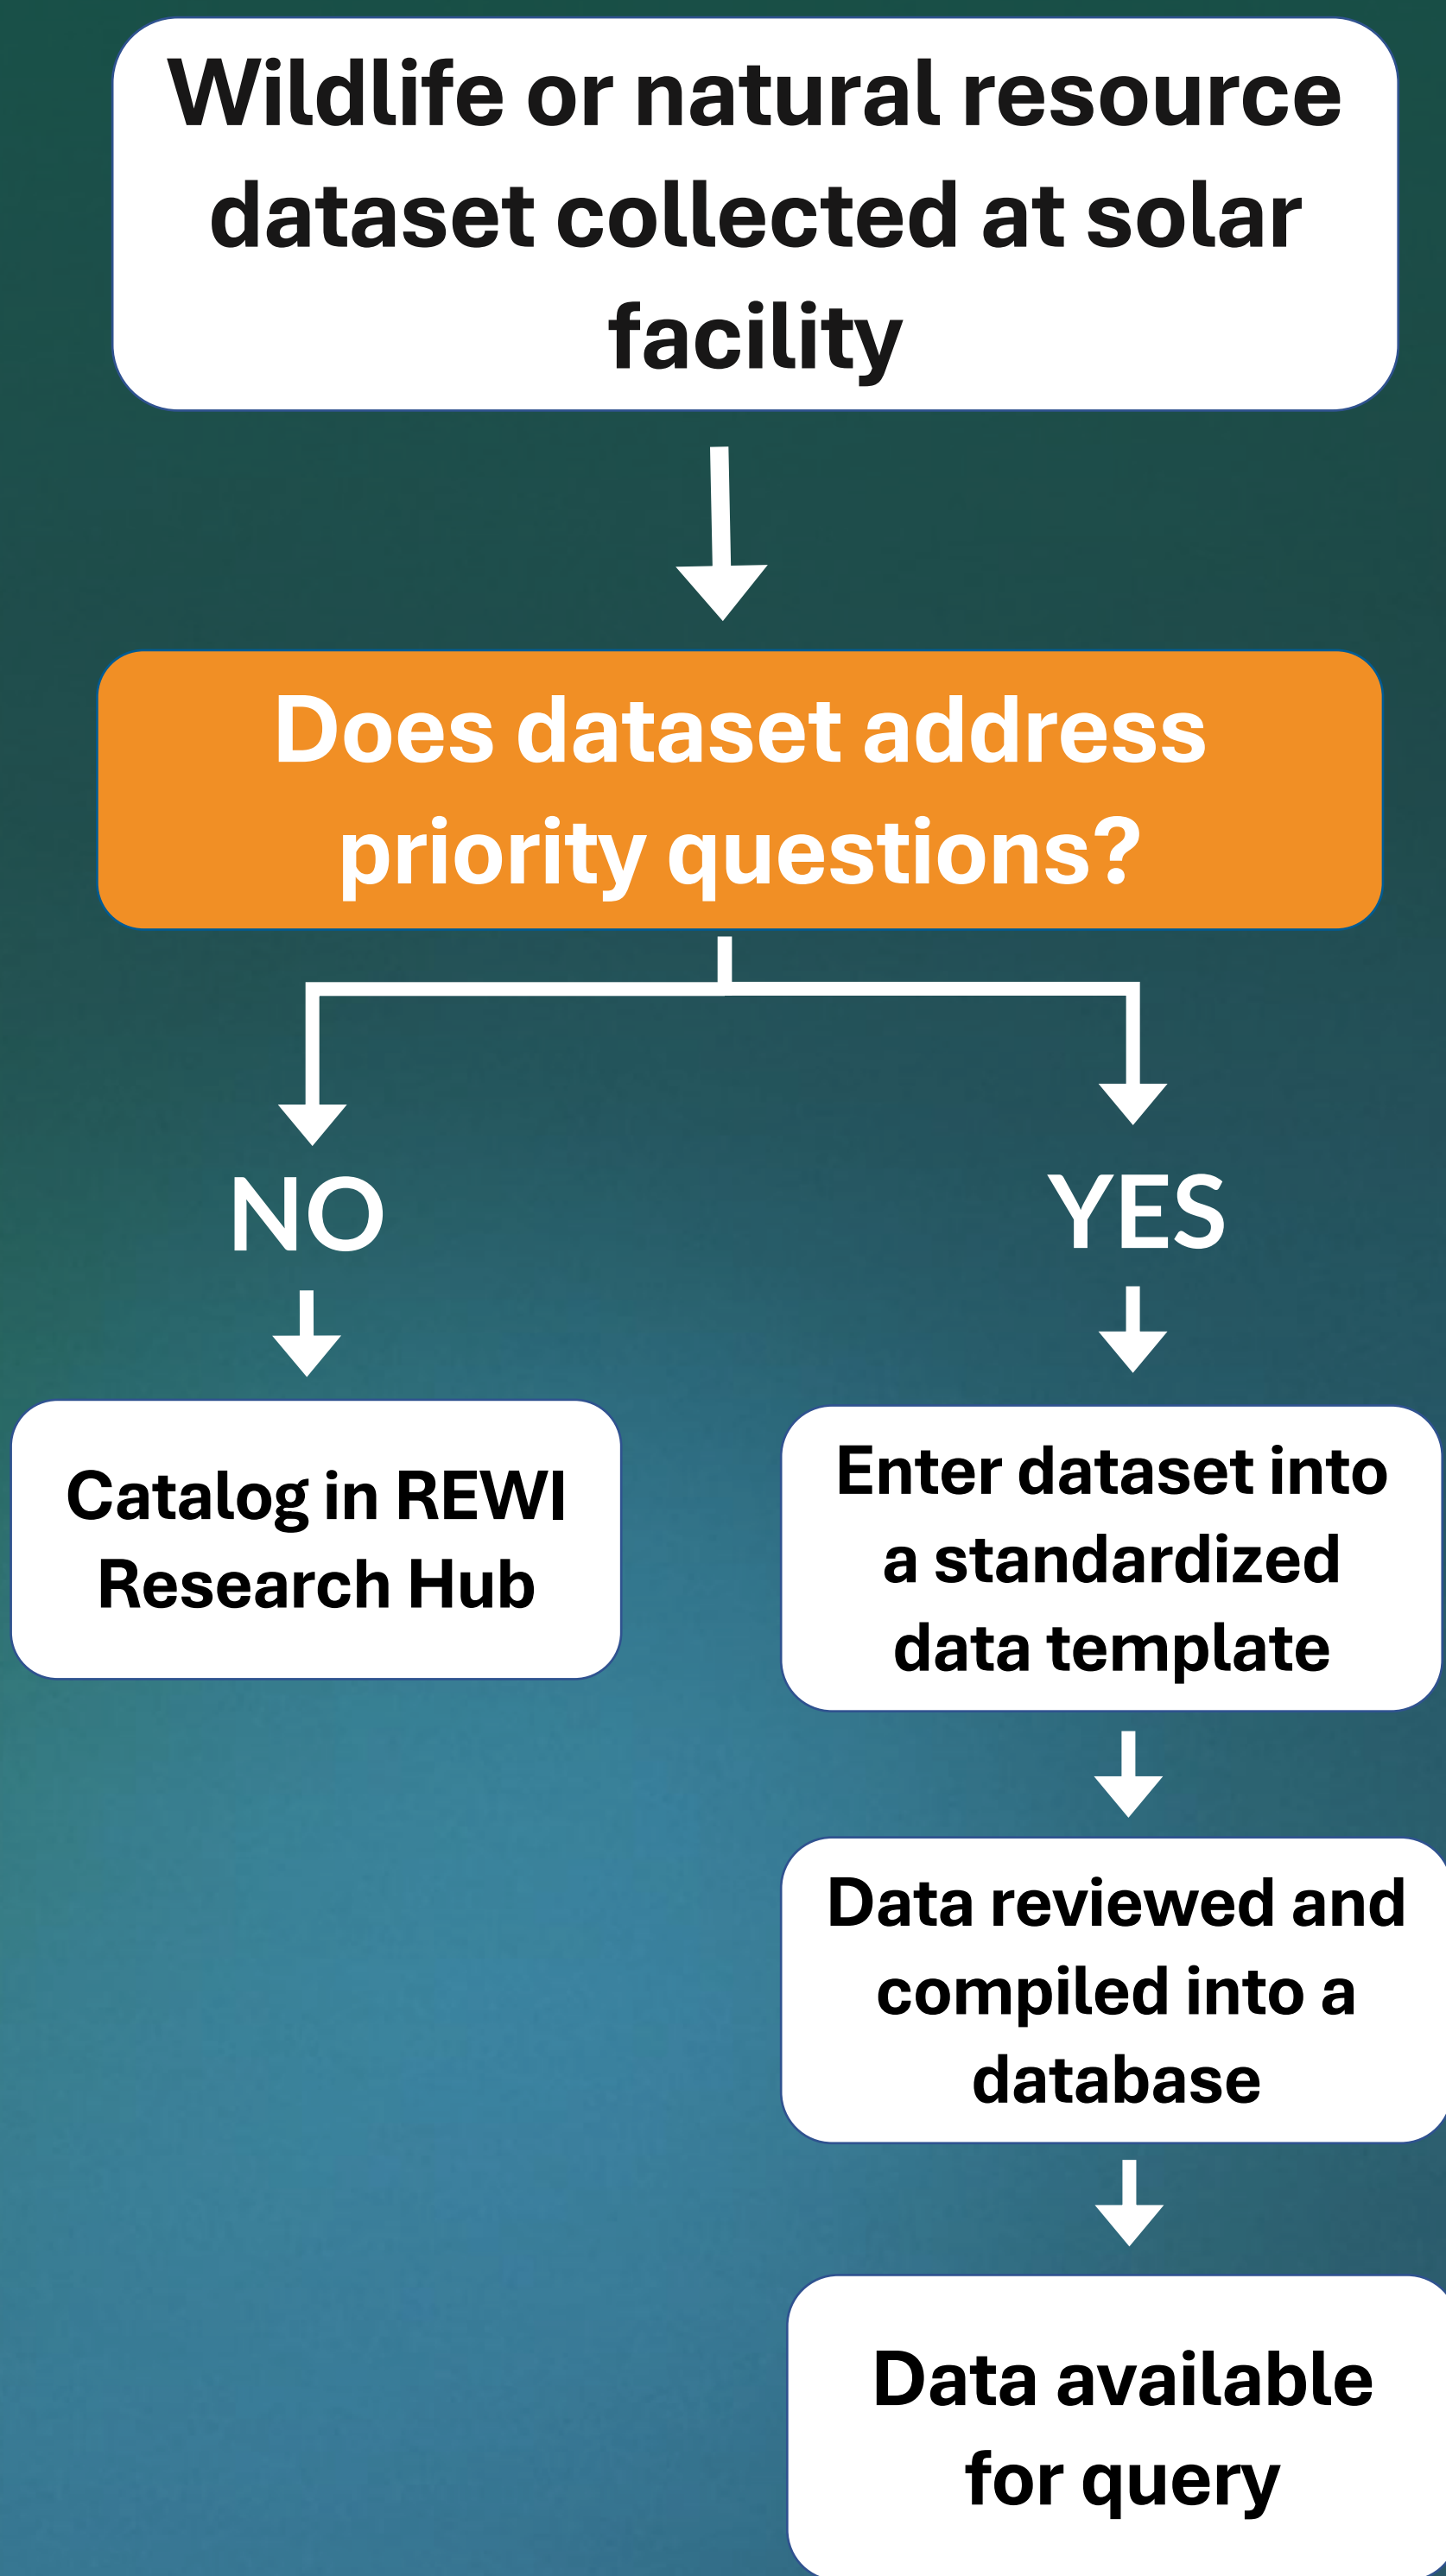 Wildlife or natural resource
dataset collected at solar
facility
Does dataset address
priority questions?
NO
YES
Catalog in REWI
Research Hub
Enter dataset into
a standardized
data template
Data reviewed and
compiled into a
database
Data available
for query